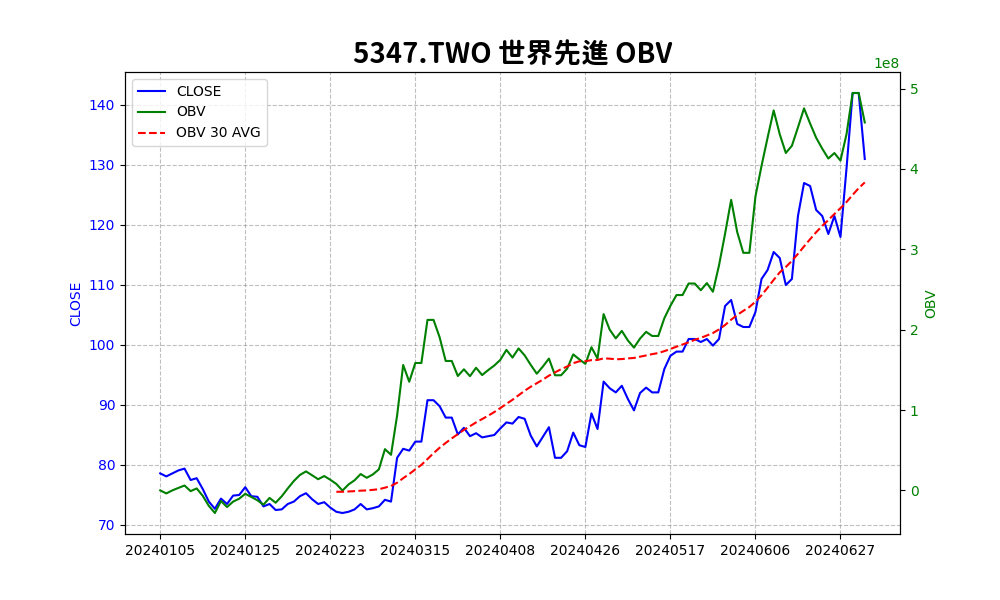 5347.TWO 世界先進 OBV
1e8
CLOSE
OBV
OBV 30 AVG
140
130
120
110
100
90
80
70
CLOSE
5
4
3
2
1
0
OBV
20240105 20240125 20240223 20240315 20240408 20240426 20240517 20240606 20240627